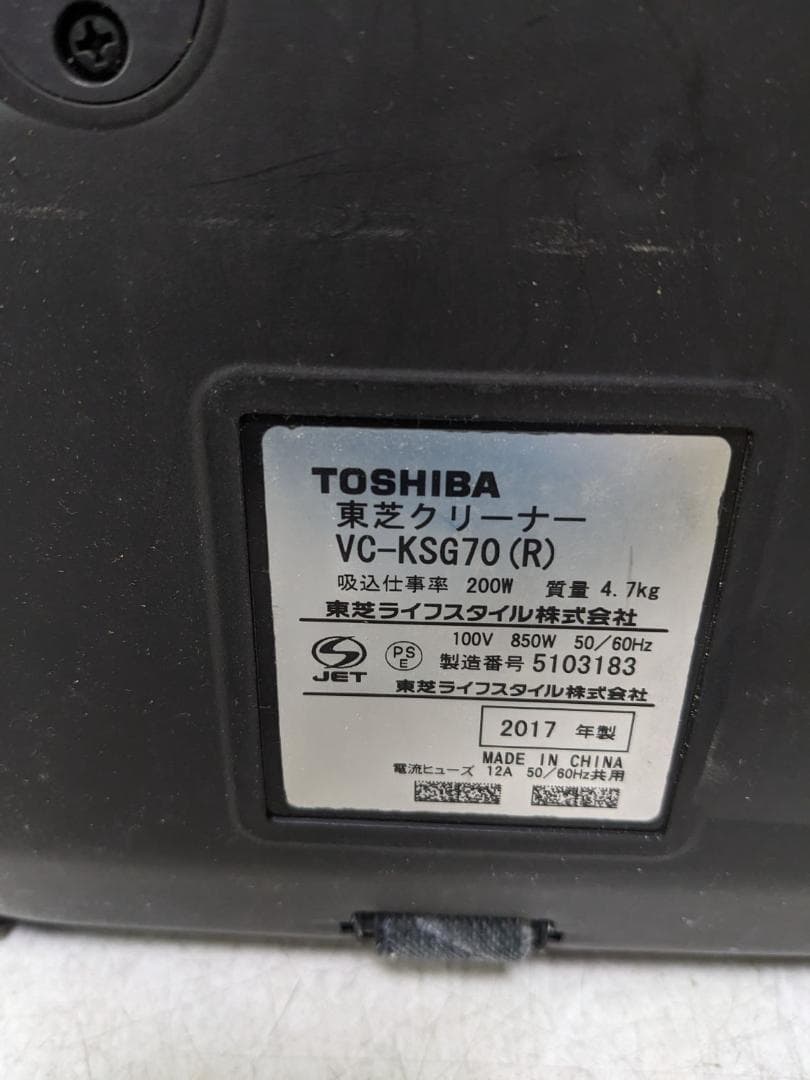 TOSHIBA
東芝クリーナー
VC-KSG70(R)
吸込仕事率 200W 質量 4.7kg
東芝ライフスタイル株式会社
100V 850W 50/60Hz
JET PSE 製造番号 5103183
東芝ライフスタイル株式会社
2017 年製
MADE IN CHINA
電流ヒューズ 12A 50/60Hz共用